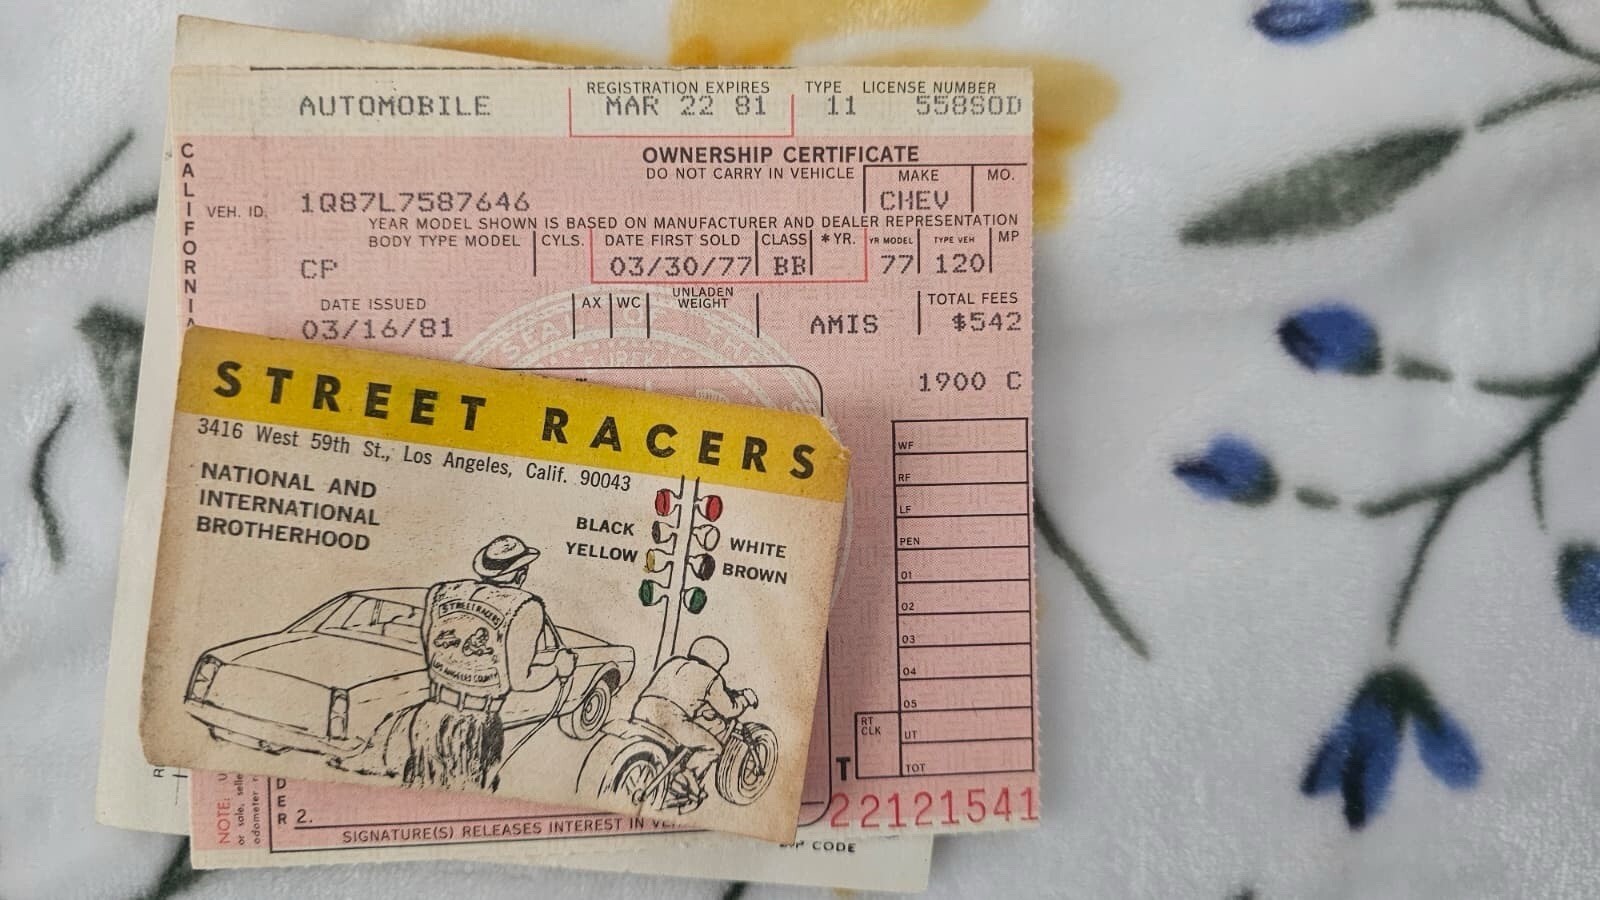 AUTOMOBILE
REGISTRATION EXPIRES
MAR 22 81
TYPE
11
LICENSE NUMBER
558SOD
CALIFORNIA
OWNERSHIP CERTIFICATE
DO NOT CARRY IN VEHICLE
MAKE
CHEV
MO.
VEH. ID. 1Q87L7587646
YEAR MODEL SHOWN IS BASED ON MANUFACTURER AND DEALER REPRESENTATION
BODY TYPE MODEL
CP
CYLS.
DATE FIRST SOLD
03/30/77
CLASS
BB
*YR.
YR MODEL
77
TYPE VEH
120
MP
DATE ISSUED
03/16/81
AX
WC
UNLADEN
WEIGHT
AMIS
TOTAL FEES
$542
SEAL OF THE
1900 C
WF
RF
LF
PEN
01
02
03
04
05
RT
CLK
UT
T
TOT
22121541
STREET RACERS
3416 West 59th St., Los Angeles, Calif. 90043
NATIONAL AND
INTERNATIONAL
BROTHERHOOD
BLACK
YELLOW
WHITE
BROWN
STREET RACERS
LOS ANGELES COUNTY
NOTE:
or sale,
odometer
DER
2.
SIGNATURE(S) RELEASES INTEREST IN
CODE